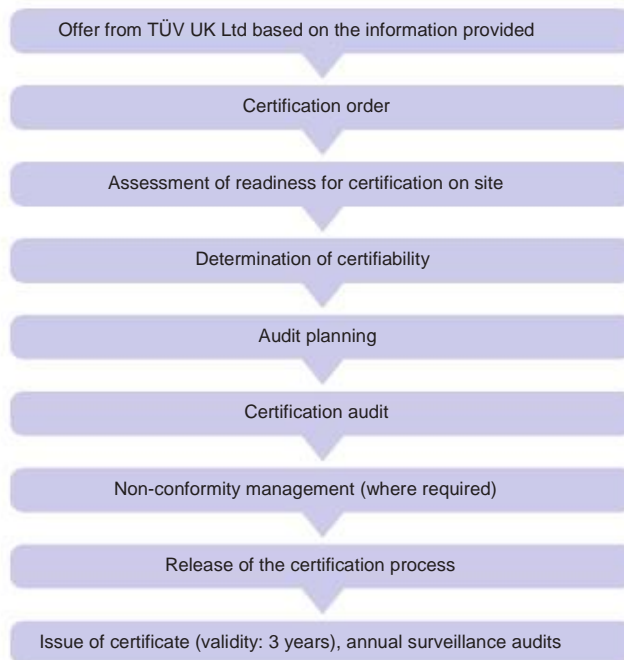 Offer from TÜV UK Ltd based on the information provided
Certification order
Assessment of readiness for certification on site
Determination of certifiability
Audit planning
Certification audit
Non-conformity management (where required)
Release of the certification process
Issue of certificate (validity: 3 years), annual surveillance audits